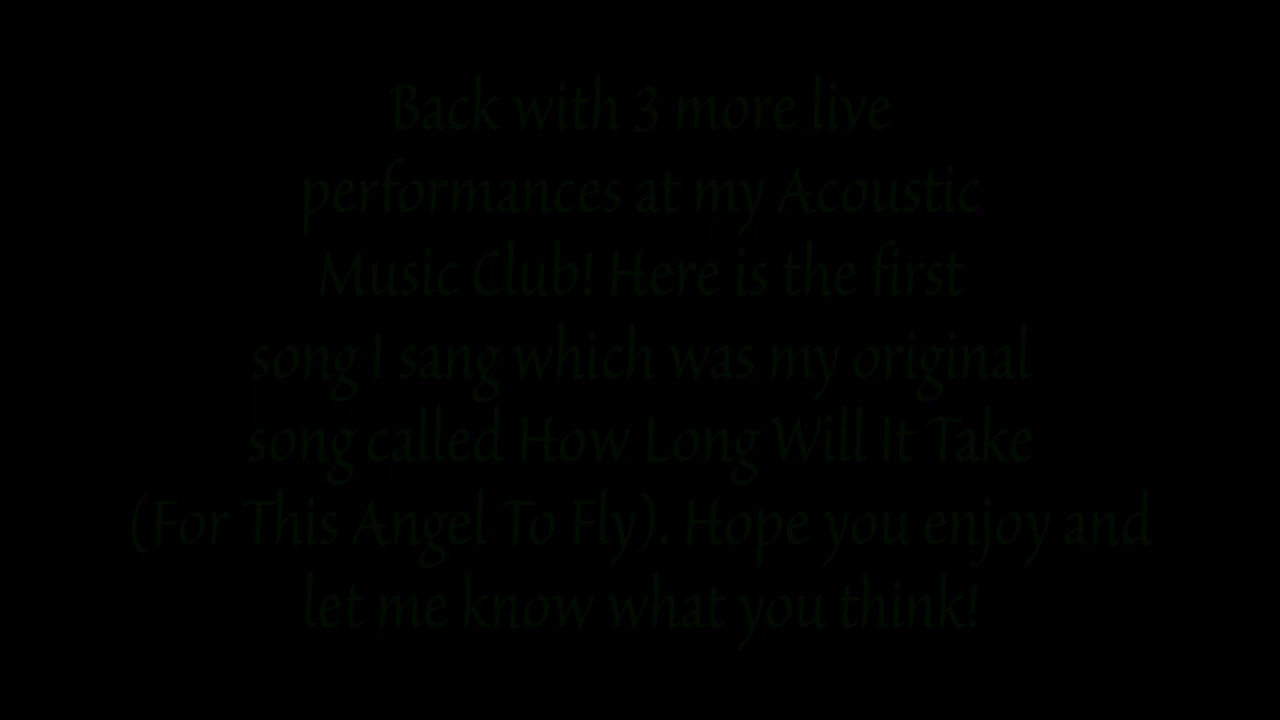 Back with 3 more live
performances at my Acoustic
Music Club! Here is the first
song I sang which was my original
song called How Long Will It Take
(For This Angel To Fly). Hope you enjoy and
let me know what you think!